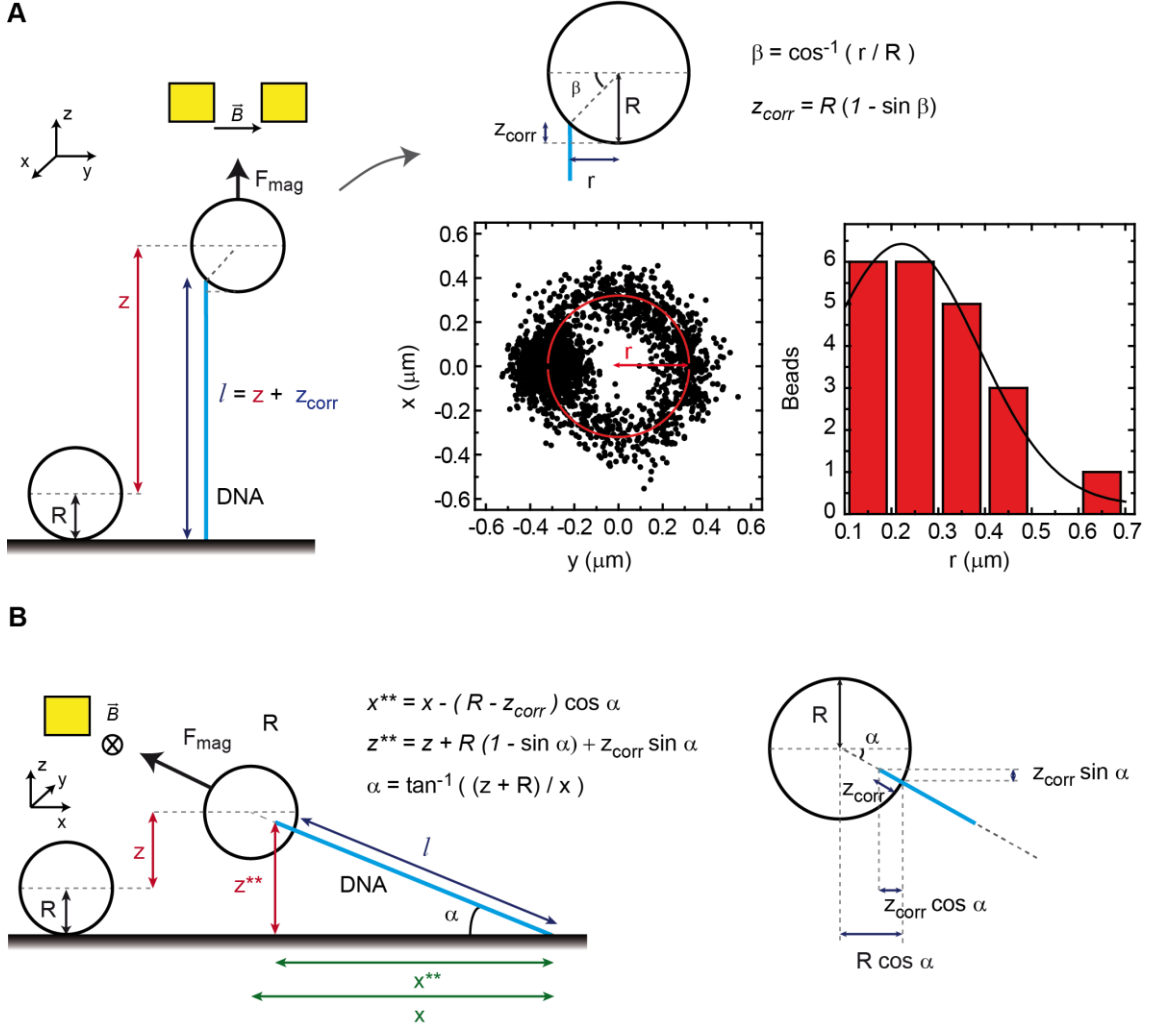 A
z
x
y
B⃗
F_mag
z
l = z + z_corr
R
DNA
β
R
z_corr
r
β = cos⁻¹ ( r / R )
z_corr = R (1 - sin β)
0.6
0.4
0.2
0.0
-0.2
-0.4
-0.6
x (μm)
r
-0.6 -0.4 -0.2 0.0 0.2 0.4 0.6
y (μm)
6
5
4
3
2
1
0
Beads
0.1 0.2 0.3 0.4 0.5 0.6 0.7
r (μm)
B
B⃗
F_mag
R
z
y
x
z
R
z**
DNA
l
α
x**
x
x** = x - ( R - z_corr ) cos α
z** = z + R (1 - sin α) + z_corr sin α
α = tan⁻¹ ( (z + R) / x )
R
α
z_corr
z_corr sin α
z_corr cos α
R cos α